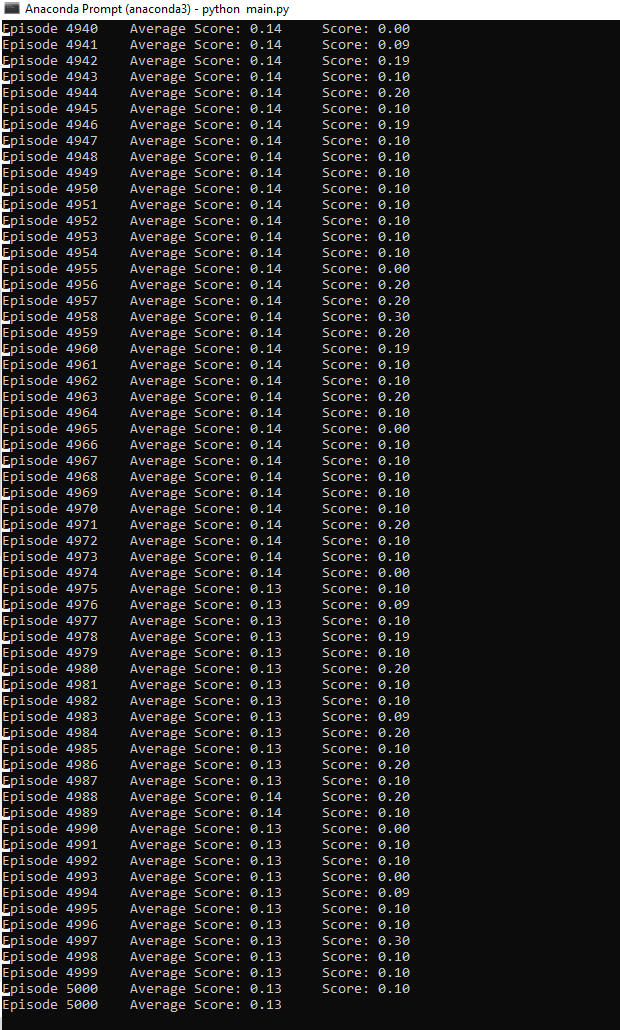 Anaconda Prompt (anaconda3) - python  main.py
Episode 4940    Average Score: 0.14     Score: 0.00
Episode 4941    Average Score: 0.14     Score: 0.09
Episode 4942    Average Score: 0.14     Score: 0.19
Episode 4943    Average Score: 0.14     Score: 0.10
Episode 4944    Average Score: 0.14     Score: 0.20
Episode 4945    Average Score: 0.14     Score: 0.10
Episode 4946    Average Score: 0.14     Score: 0.19
Episode 4947    Average Score: 0.14     Score: 0.10
Episode 4948    Average Score: 0.14     Score: 0.10
Episode 4949    Average Score: 0.14     Score: 0.10
Episode 4950    Average Score: 0.14     Score: 0.10
Episode 4951    Average Score: 0.14     Score: 0.10
Episode 4952    Average Score: 0.14     Score: 0.10
Episode 4953    Average Score: 0.14     Score: 0.10
Episode 4954    Average Score: 0.14     Score: 0.10
Episode 4955    Average Score: 0.14     Score: 0.00
Episode 4956    Average Score: 0.14     Score: 0.20
Episode 4957    Average Score: 0.14     Score: 0.20
Episode 4958    Average Score: 0.14     Score: 0.30
Episode 4959    Average Score: 0.14     Score: 0.20
Episode 4960    Average Score: 0.14     Score: 0.19
Episode 4961    Average Score: 0.14     Score: 0.10
Episode 4962    Average Score: 0.14     Score: 0.10
Episode 4963    Average Score: 0.14     Score: 0.20
Episode 4964    Average Score: 0.14     Score: 0.10
Episode 4965    Average Score: 0.14     Score: 0.00
Episode 4966    Average Score: 0.14     Score: 0.10
Episode 4967    Average Score: 0.14     Score: 0.10
Episode 4968    Average Score: 0.14     Score: 0.10
Episode 4969    Average Score: 0.14     Score: 0.10
Episode 4970    Average Score: 0.14     Score: 0.10
Episode 4971    Average Score: 0.14     Score: 0.20
Episode 4972    Average Score: 0.14     Score: 0.10
Episode 4973    Average Score: 0.14     Score: 0.10
Episode 4974    Average Score: 0.14     Score: 0.00
Episode 4975    Average Score: 0.13     Score: 0.10
Episode 4976    Average Score: 0.13     Score: 0.09
Episode 4977    Average Score: 0.13     Score: 0.10
Episode 4978    Average Score: 0.13     Score: 0.19
Episode 4979    Average Score: 0.13     Score: 0.10
Episode 4980    Average Score: 0.13     Score: 0.20
Episode 4981    Average Score: 0.13     Score: 0.10
Episode 4982    Average Score: 0.13     Score: 0.10
Episode 4983    Average Score: 0.13     Score: 0.09
Episode 4984    Average Score: 0.13     Score: 0.20
Episode 4985    Average Score: 0.13     Score: 0.10
Episode 4986    Average Score: 0.13     Score: 0.20
Episode 4987    Average Score: 0.13     Score: 0.10
Episode 4988    Average Score: 0.14     Score: 0.20
Episode 4989    Average Score: 0.14     Score: 0.10
Episode 4990    Average Score: 0.13     Score: 0.00
Episode 4991    Average Score: 0.13     Score: 0.10
Episode 4992    Average Score: 0.13     Score: 0.10
Episode 4993    Average Score: 0.13     Score: 0.00
Episode 4994    Average Score: 0.13     Score: 0.09
Episode 4995    Average Score: 0.13     Score: 0.10
Episode 4996    Average Score: 0.13     Score: 0.10
Episode 4997    Average Score: 0.13     Score: 0.30
Episode 4998    Average Score: 0.13     Score: 0.10
Episode 4999    Average Score: 0.13     Score: 0.10
Episode 5000    Average Score: 0.13     Score: 0.10
Episode 5000    Average Score: 0.13